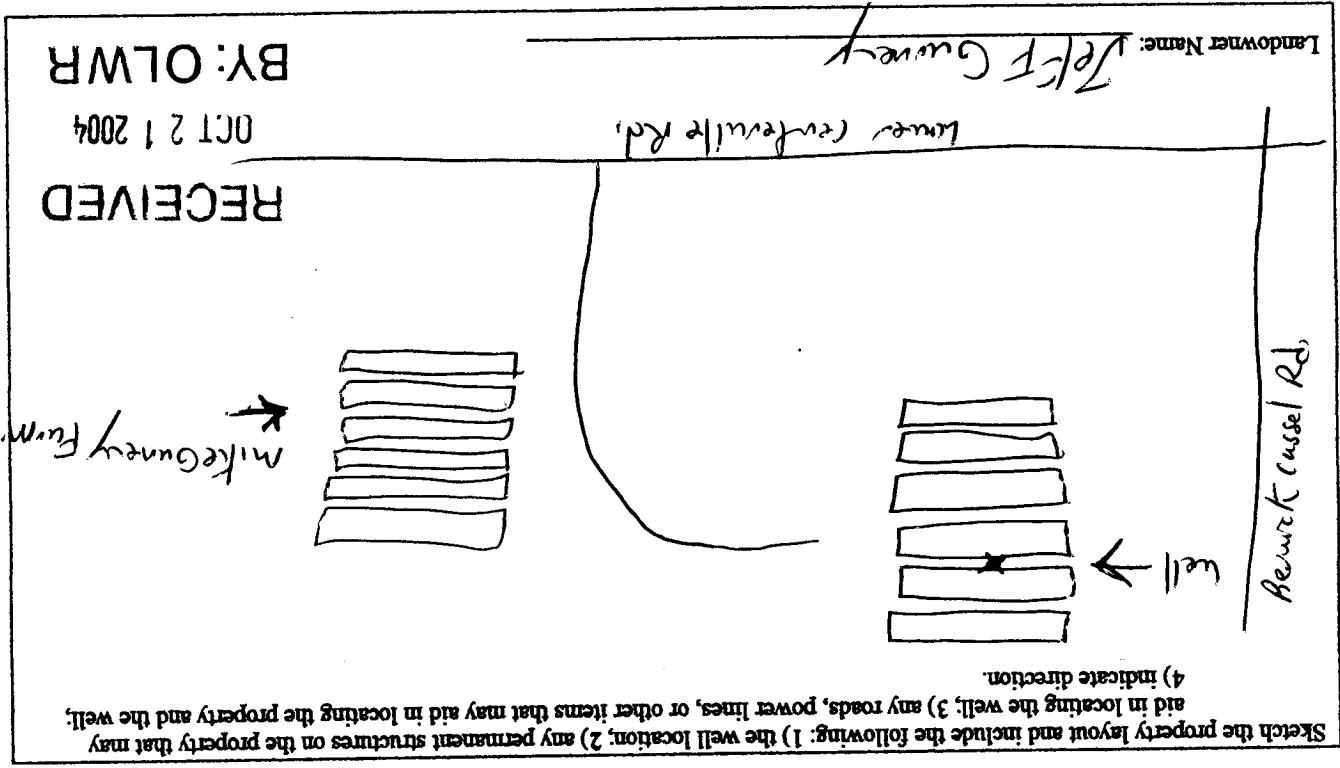 Sketch the property layout and include the following: 1) the well location; 2) any permanent structures on the property that may
aid in locating the well; 3) any roads, power lines, or other items that may aid in locating the property and the well;
4) indicate direction.
Well
Mike Guinery Farm
RECEIVED
OCT 21 2004
BY: OLWR
Rd,
Centerville Rd,
Landowner Name: Jeff Guinery